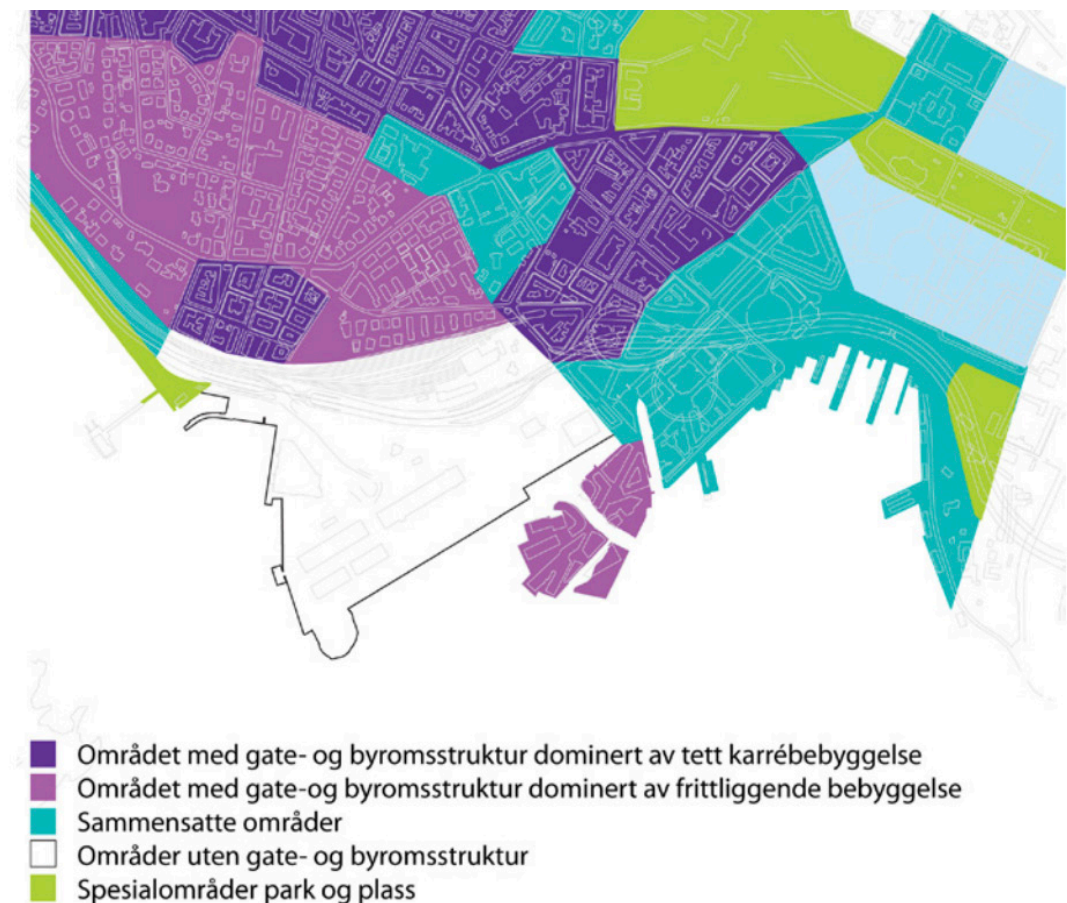 Området med gate- og byromsstruktur dominert av tett karrébebyggelse
Området med gate-og byromsstruktur dominert av frittliggende bebyggelse
Sammensatte områder
Områder uten gate- og byromsstruktur
Spesialområder park og plass